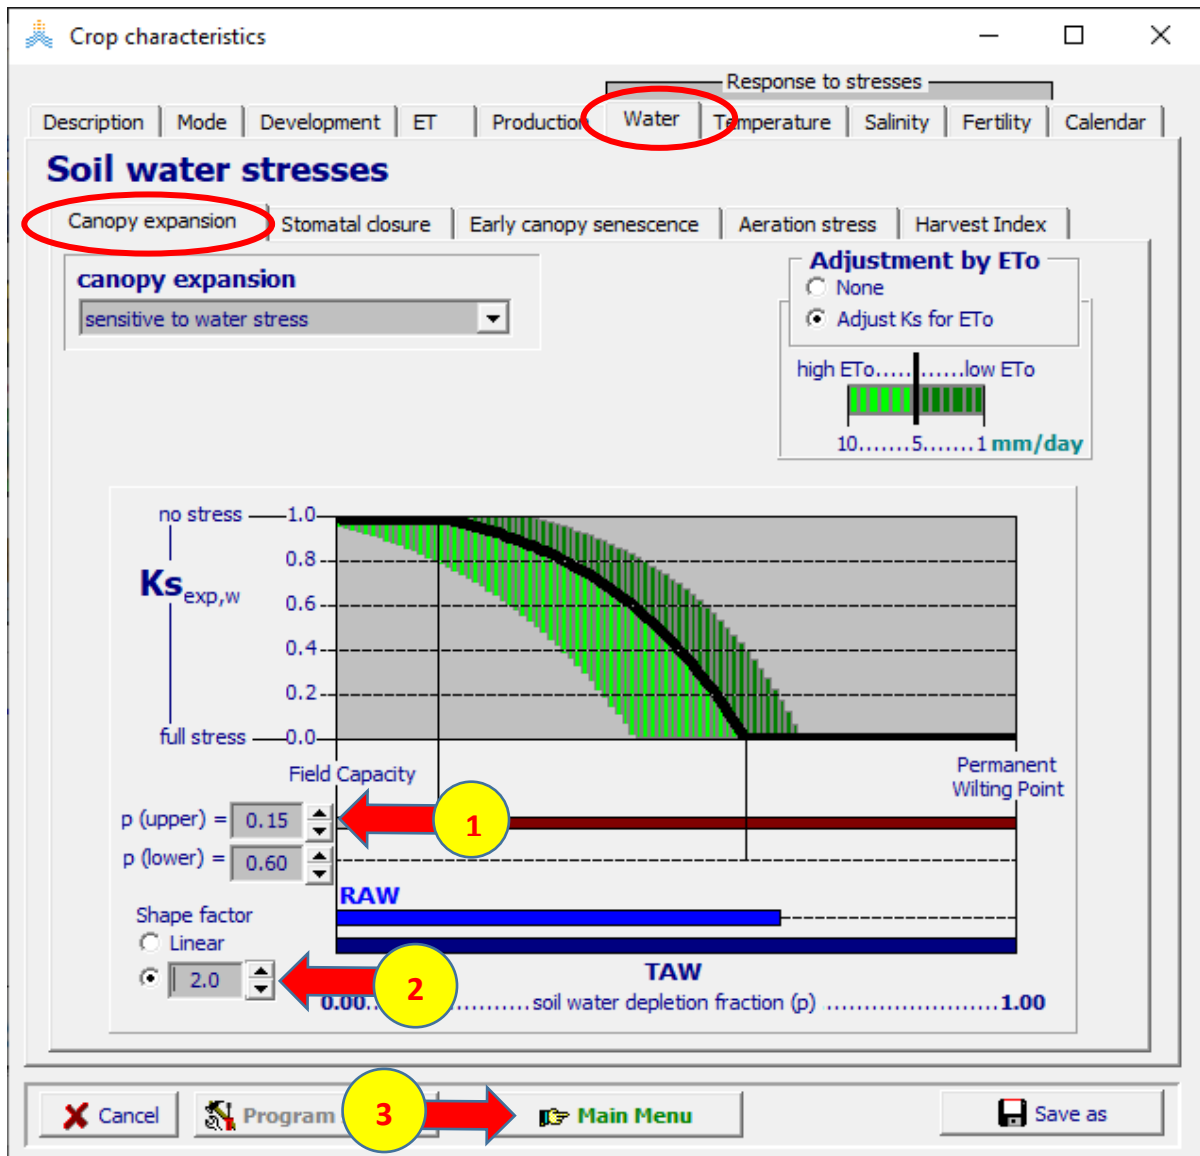 Crop characteristics
Response to stresses
Description Mode Development ET Production Water Temperature Salinity Fertility Calendar
Soil water stresses
Canopy expansion Stomatal closure Early canopy senescence Aeration stress Harvest Index
canopy expansion
sensitive to water stress
Adjustment by ETo
None
Adjust Ks for ETo
high ETo...........low ETo
10.......5.......1 mm/day
no stress 1.0
0.8
Ksexp,w
0.6
0.4
0.2
full stress 0.0
Field Capacity
Permanent
Wilting Point
p (upper) = 0.15
1
p (lower) = 0.60
RAW
Shape factor
Linear
2.0
2
TAW
0.00.......................soil water depletion fraction (p) ......................1.00
Cancel Program 3 Main Menu Save as